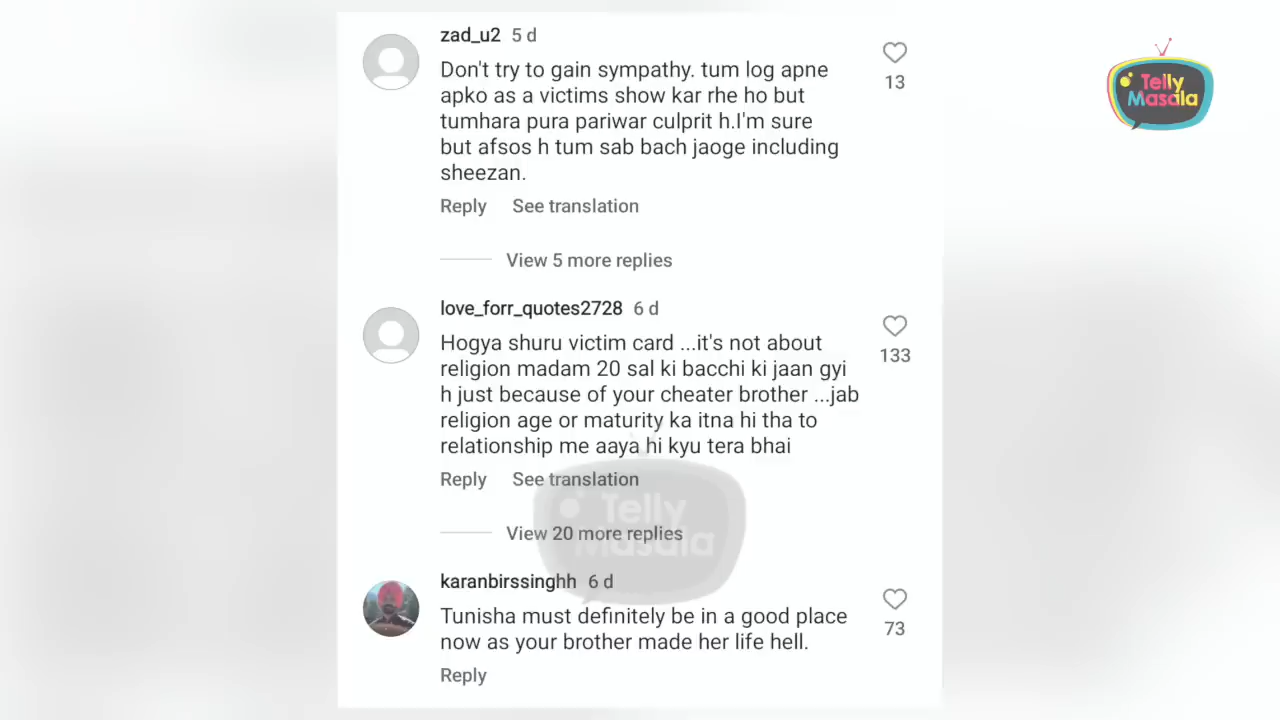 zad_u2 5 d
Don't try to gain sympathy. tum log apne
apko as a victims show kar rhe ho but
tumhara pura pariwar culprit h.I'm sure
but afsos h tum sab bach jaoge including
sheezan.
13
Reply See translation
View 5 more replies
love_forr_quotes2728 6 d
Hogya shuru victim card ...it's not about
religion madam 20 sal ki bacchi ki jaan gyi
h just because of your cheater brother ...jab
religion age or maturity ka itna hi tha to
relationship me aaya hi kyu tera bhai
133
Reply See translation
View 20 more replies
karanbirssinghh 6 d
Tunisha must definitely be in a good place
now as your brother made her life hell.
73
Reply
Telly
Masala
Telly
Masala